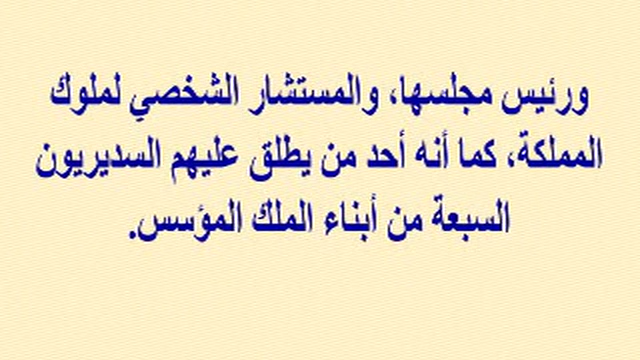 ورئيس مجلسها، والمستشار الشخصي لملوك
المملكة، كما أنه أحد من يطلق عليهم السديريون
السبعة من أبناء الملك المؤسس.